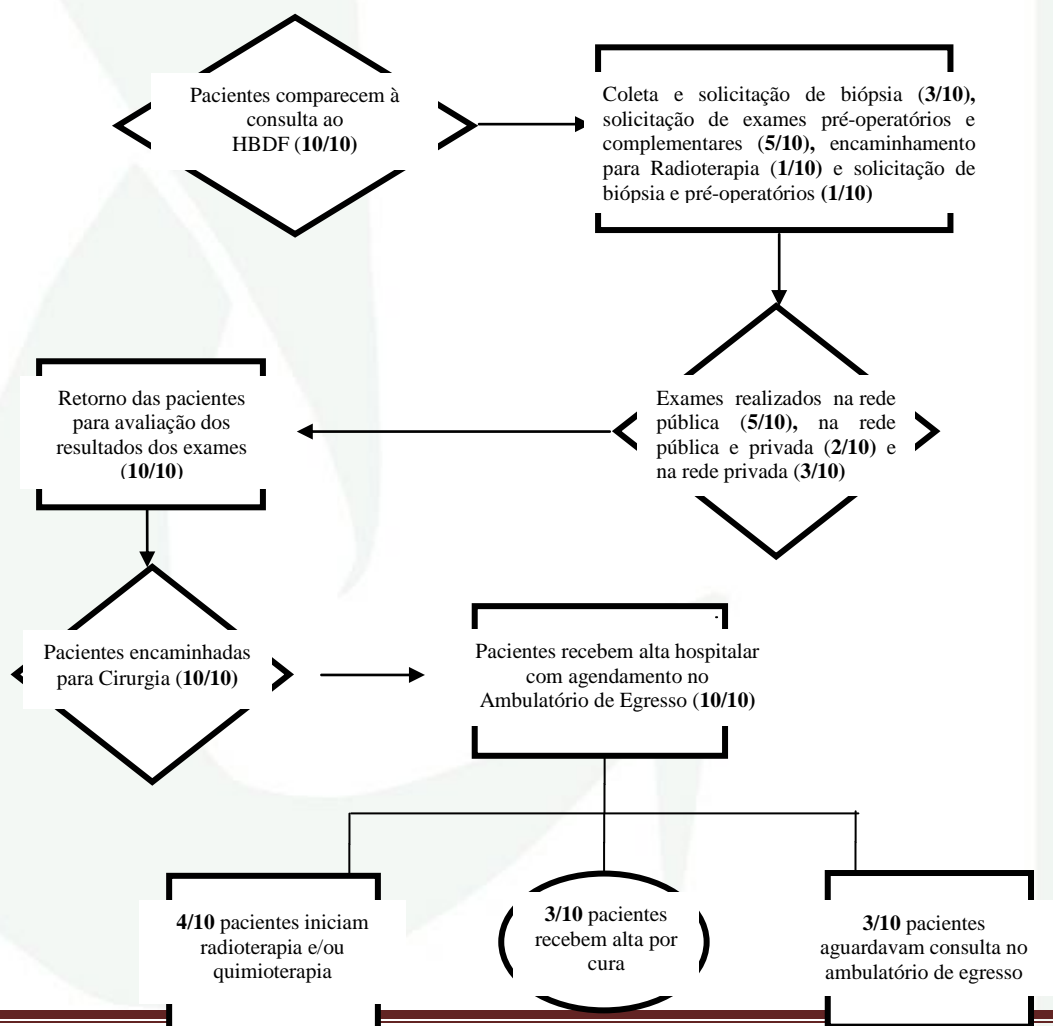 Pacientes comparecem à
consulta ao
HBDF (10/10)
Coleta e solicitação de biópsia (3/10),
solicitação de exames pré-operatórios e
complementares (5/10), encaminhamento
para Radioterapia (1/10) e solicitação de
biópsia e pré-operatórios (1/10)
Exames realizados na rede
pública (5/10), na rede
pública e privada (2/10) e
na rede privada (3/10)
Retorno das pacientes
para avaliação dos
resultados dos exames
(10/10)
Pacientes encaminhadas
para Cirurgia (10/10)
Pacientes recebem alta hospitalar
com agendamento no
Ambulatório de Egresso (10/10)
4/10 pacientes iniciam
radioterapia e/ou
quimioterapia
3/10 pacientes
recebem alta por
cura
3/10 pacientes
aguardavam consulta no
ambulatório de egresso